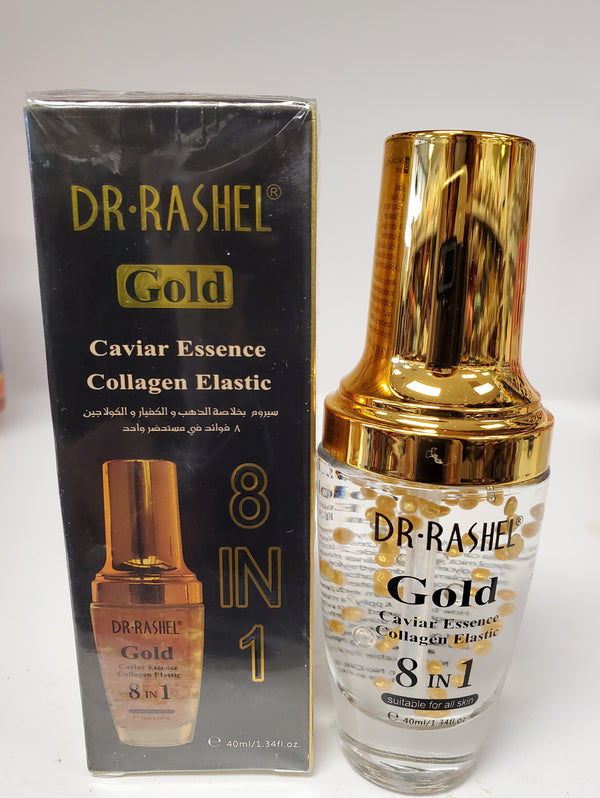 DR·RASHEL®
Gold
Caviar Essence
Collagen Elastic
سيروم بخلاصة الذهب و الكفيار و الكولاجين
٨ فوائد في مستحضر واحد
8
IN
1
DR·RASHEL®
Gold
Caviar Essence
Collagen Elastic
8 IN 1
℮ 40ml/1.34fl.oz.
DR·RASHEL®
Gold
Caviar Essence
Collagen Elastic
8 IN 1
suitable for all skin
℮ 40ml/1.34fl.oz